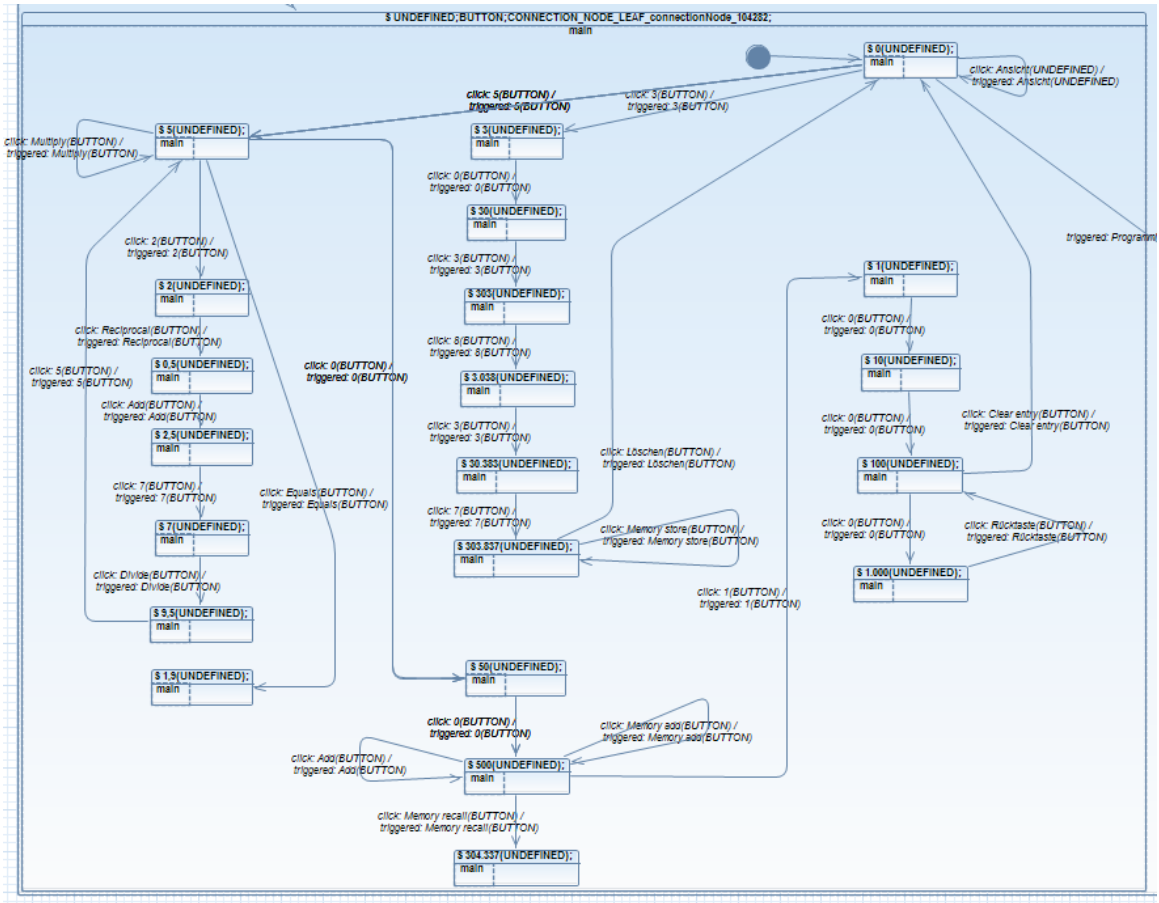 $ UNDEFINED;BUTTON;CONNECTION_NODE_LEAF_connectionNode_104282;
main
$ 0(UNDEFINED);
main
click: Ansicht(UNDEFINED) /
triggered: Ansicht(UNDEFINED)
click: 5(BUTTON) /
triggered: 5(BUTTON)
click: 3(BUTTON) /
triggered: 3(BUTTON)
$ 5(UNDEFINED);
main
click: Multiply(BUTTON) /
triggered: Multiply(BUTTON)
$ 3(UNDEFINED);
main
click: 0(BUTTON) /
triggered: 0(BUTTON)
$ 30(UNDEFINED);
main
click: 2(BUTTON) /
triggered: 2(BUTTON)
click: 3(BUTTON) /
triggered: 3(BUTTON)
triggered: Programmi
$ 1(UNDEFINED);
main
$ 2(UNDEFINED);
main
$ 303(UNDEFINED);
main
click: 0(BUTTON) /
triggered: 0(BUTTON)
click: Reciprocal(BUTTON) /
triggered: Reciprocal(BUTTON)
click: 8(BUTTON) /
triggered: 8(BUTTON)
$ 0,5(UNDEFINED);
main
click: 5(BUTTON) /
triggered: 5(BUTTON)
click: 0(BUTTON) /
triggered: 0(BUTTON)
$ 3.038(UNDEFINED);
main
$ 10(UNDEFINED);
main
click: Add(BUTTON) /
triggered: Add(BUTTON)
click: 3(BUTTON) /
triggered: 3(BUTTON)
click: 0(BUTTON) /
triggered: 0(BUTTON)
click: Clear entry(BUTTON) /
triggered: Clear entry(BUTTON)
$ 2,5(UNDEFINED);
main
$ 30.383(UNDEFINED);
main
click: Löschen(BUTTON) /
triggered: Löschen(BUTTON)
$ 100(UNDEFINED);
main
click: 7(BUTTON) /
triggered: 7(BUTTON)
click: Equals(BUTTON) /
triggered: Equals(BUTTON)
click: 7(BUTTON) /
triggered: 7(BUTTON)
click: Memory store(BUTTON) /
triggered: Memory store(BUTTON)
click: 0(BUTTON) /
triggered: 0(BUTTON)
click: Rücktaste(BUTTON) /
triggered: Rücktaste(BUTTON)
$ 7(UNDEFINED);
main
$ 303.837(UNDEFINED);
main
click: Divide(BUTTON) /
triggered: Divide(BUTTON)
$ 1.000(UNDEFINED);
main
click: 1(BUTTON) /
triggered: 1(BUTTON)
$ 9,5(UNDEFINED);
main
$ 1,9(UNDEFINED);
main
$ 50(UNDEFINED);
main
click: 0(BUTTON) /
triggered: 0(BUTTON)
click: Memory add(BUTTON) /
triggered: Memory add(BUTTON)
click: Add(BUTTON) /
triggered: Add(BUTTON)
$ 500(UNDEFINED);
main
click: Memory recall(BUTTON) /
triggered: Memory recall(BUTTON)
$ 304.337(UNDEFINED);
main